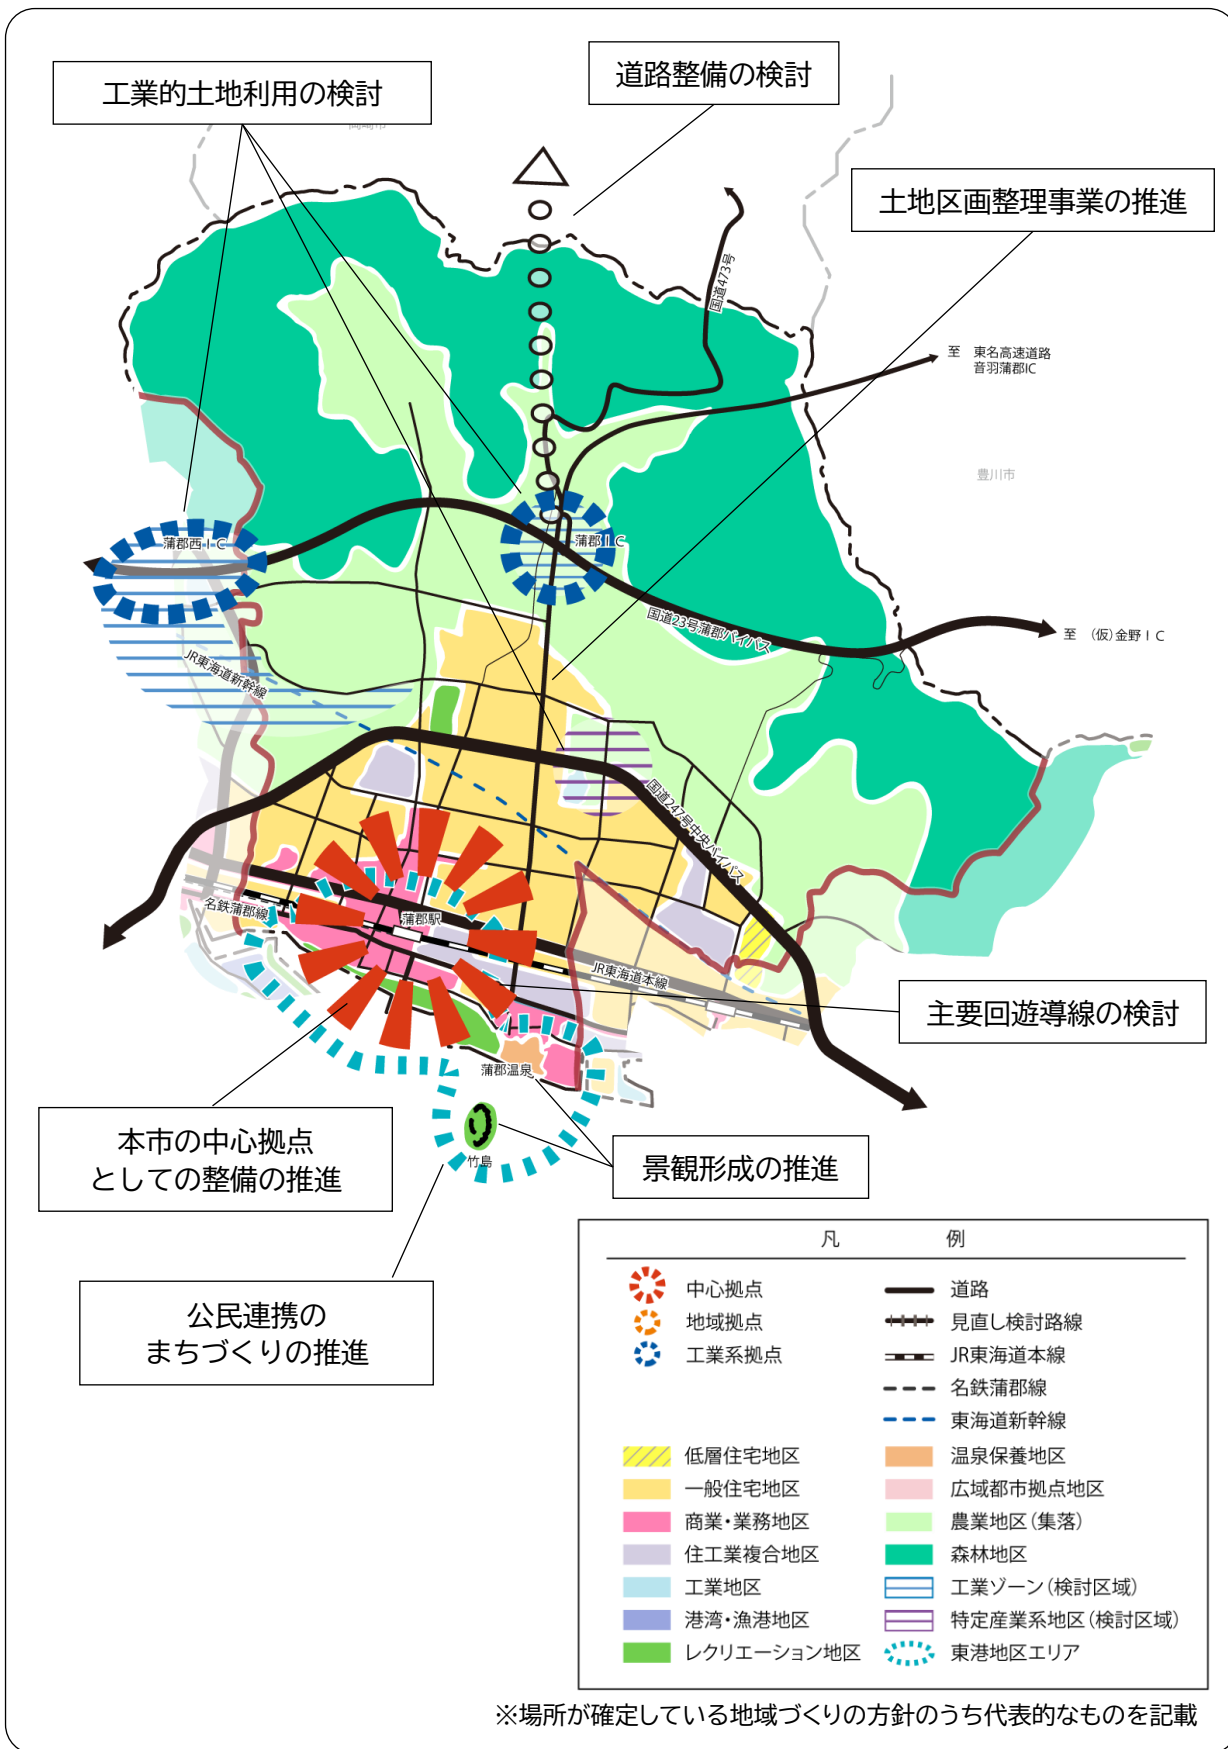 工業的土地利用の検討
道路整備の検討
土地区画整理事業の推進
国道473号
至 東名高速道路
音羽蒲郡IC
豊川市
蒲郡西IC
蒲郡IC
国道23号蒲郡バイパス
至 (仮)金野IC
JR東海道新幹線
国道247号中央バイパス
名鉄蒲郡線
蒲郡駅
JR東海道本線
主要回遊導線の検討
蒲郡温泉
本市の中心拠点
としての整備の推進
竹島
景観形成の推進
公民連携の
まちづくりの推進
凡 例
中心拠点
地域拠点
工業系拠点
道路
見直し検討路線
JR東海道本線
名鉄蒲郡線
東海道新幹線
低層住宅地区
一般住宅地区
商業・業務地区
住工業複合地区
工業地区
港湾・漁港地区
レクリエーション地区
温泉保養地区
広域都市拠点地区
農業地区(集落)
森林地区
工業ゾーン(検討区域)
特定産業系地区(検討区域)
東港地区エリア
※場所が確定している地域づくりの方針のうち代表的なものを記載